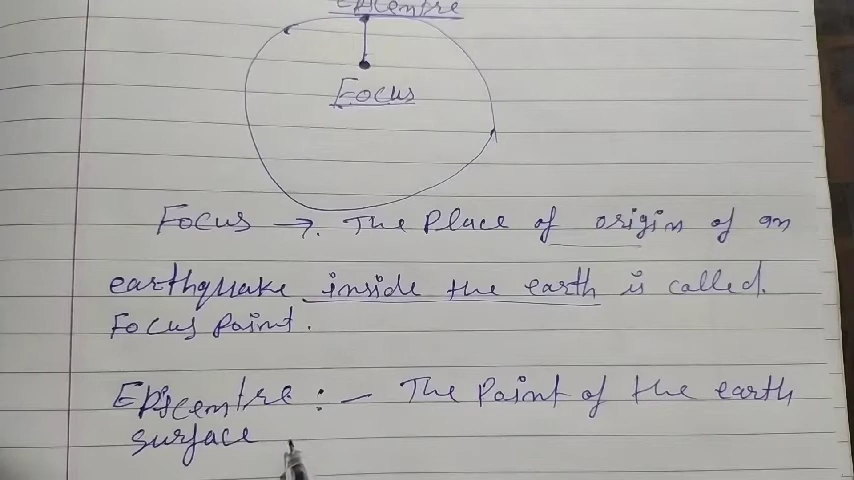 Epicentre
Focus
Focus →. The Place of origin of an
earthquake inside the earth is called.
Focus Point.
Epicentre :- The Point of the earth
surface